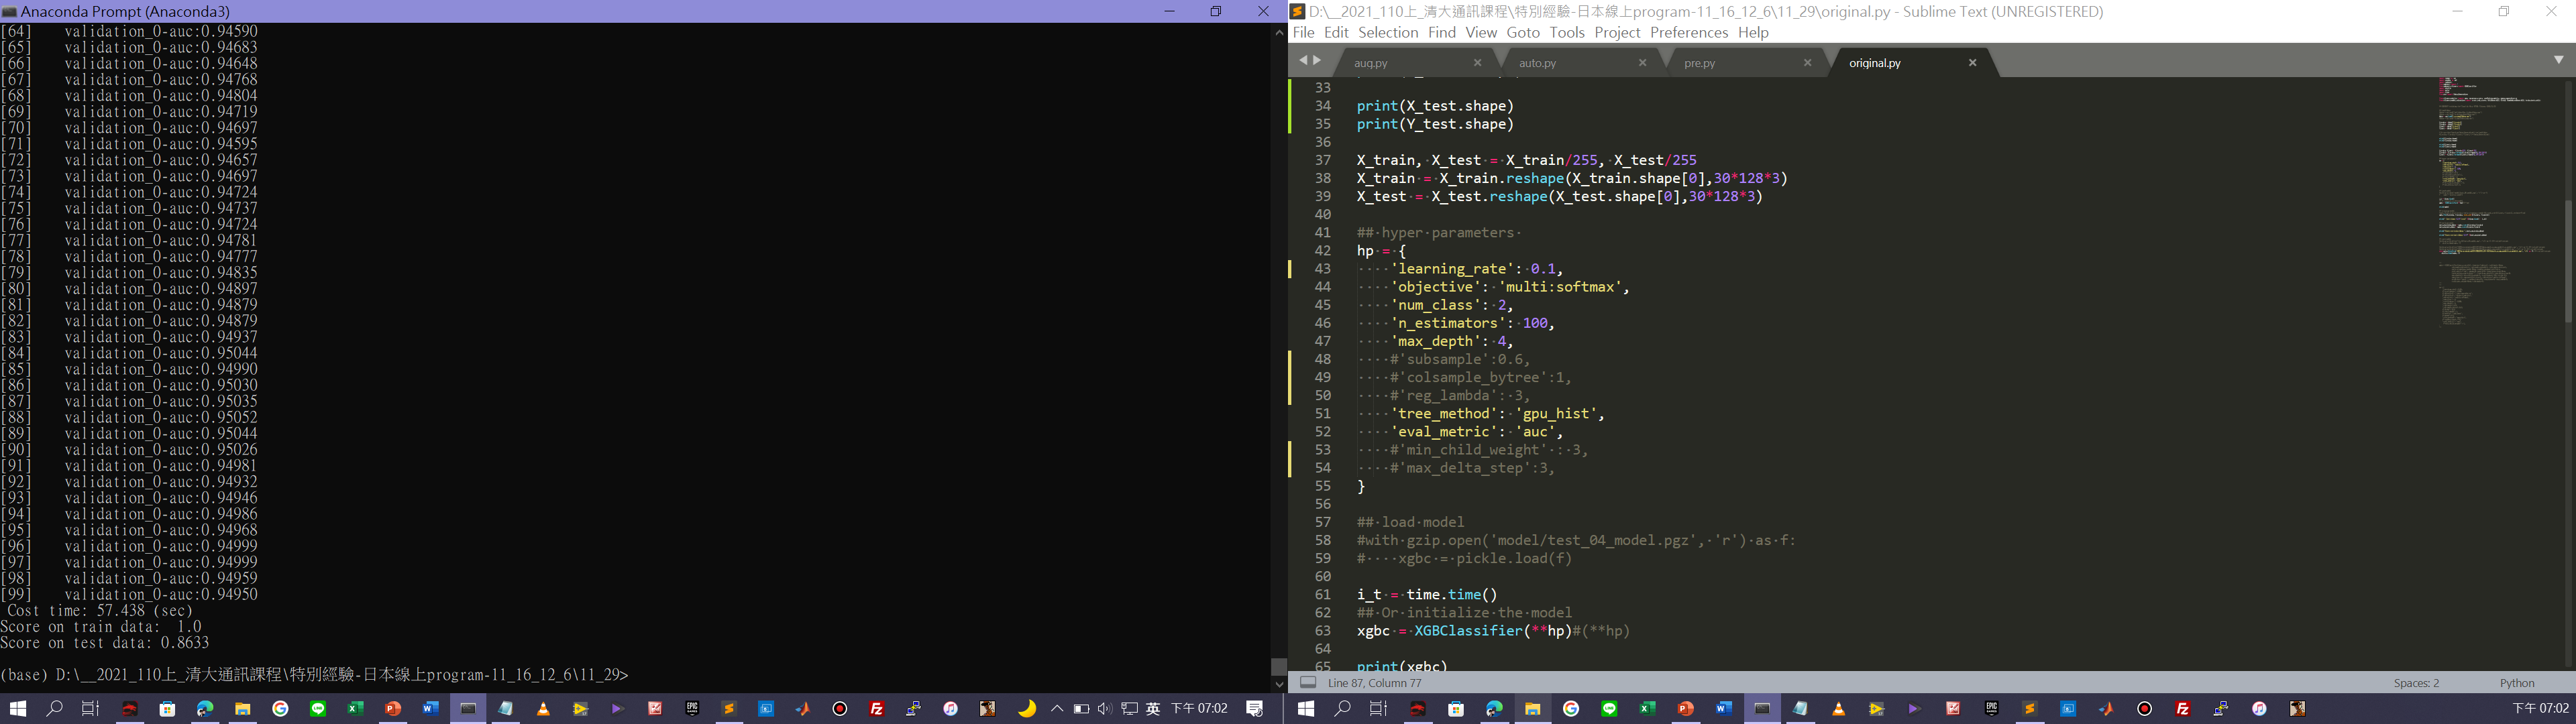 Anaconda Prompt (Anaconda3)
[64] validation_0-auc:0.94590
[65] validation_0-auc:0.94683
[66] validation_0-auc:0.94648
[67] validation_0-auc:0.94768
[68] validation_0-auc:0.94804
[69] validation_0-auc:0.94719
[70] validation_0-auc:0.94697
[71] validation_0-auc:0.94595
[72] validation_0-auc:0.94657
[73] validation_0-auc:0.94697
[74] validation_0-auc:0.94724
[75] validation_0-auc:0.94737
[76] validation_0-auc:0.94724
[77] validation_0-auc:0.94781
[78] validation_0-auc:0.94777
[79] validation_0-auc:0.94835
[80] validation_0-auc:0.94897
[81] validation_0-auc:0.94879
[82] validation_0-auc:0.94879
[83] validation_0-auc:0.94937
[84] validation_0-auc:0.95044
[85] validation_0-auc:0.94990
[86] validation_0-auc:0.95030
[87] validation_0-auc:0.95035
[88] validation_0-auc:0.95052
[89] validation_0-auc:0.95044
[90] validation_0-auc:0.95026
[91] validation_0-auc:0.94981
[92] validation_0-auc:0.94932
[93] validation_0-auc:0.94946
[94] validation_0-auc:0.94986
[95] validation_0-auc:0.94968
[96] validation_0-auc:0.94999
[97] validation_0-auc:0.94999
[98] validation_0-auc:0.94959
[99] validation_0-auc:0.94950
Cost time: 57.438 (sec)
Score on train data: 1.0
Score on test data: 0.8633
(base) D:\__2021_110上_清大通訊課程\特別經驗-日本線上program-11_16_12_6\11_29>
英 下午 07:02
D:\__2021_110上_清大通訊課程\特別經驗-日本線上program-11_16_12_6\11_29\original.py - Sublime Text (UNREGISTERED)
File Edit Selection Find View Goto Tools Project Preferences Help
auq.py auto.py pre.py original.py
33
34 print(X_test.shape)
35 print(Y_test.shape)
36
37 X_train, X_test = X_train/255, X_test/255
38 X_train = X_train.reshape(X_train.shape[0],30*128*3)
39 X_test = X_test.reshape(X_test.shape[0],30*128*3)
40
41 ## hyper parameters
42 hp = {
43 'learning_rate': 0.1,
44 'objective': 'multi:softmax',
45 'num_class': 2,
46 'n_estimators': 100,
47 'max_depth': 4,
48 #'subsample':0.6,
49 #'colsample_bytree':1,
50 #'reg_lambda': 3,
51 'tree_method': 'gpu_hist',
52 'eval_metric': 'auc',
53 #'min_child_weight' : 3,
54 #'max_delta_step':3,
55 }
56
57 ## load model
58 #with gzip.open('model/test_04_model.pgz', 'r') as f:
59 # xgbc = pickle.load(f)
60
61 i_t = time.time()
62 ## Or initialize the model
63 xgbc = XGBClassifier(**hp)#(**hp)
64
65 print(xgbc)
Line 87, Column 77 Spaces: 2 Python
下午 07:02